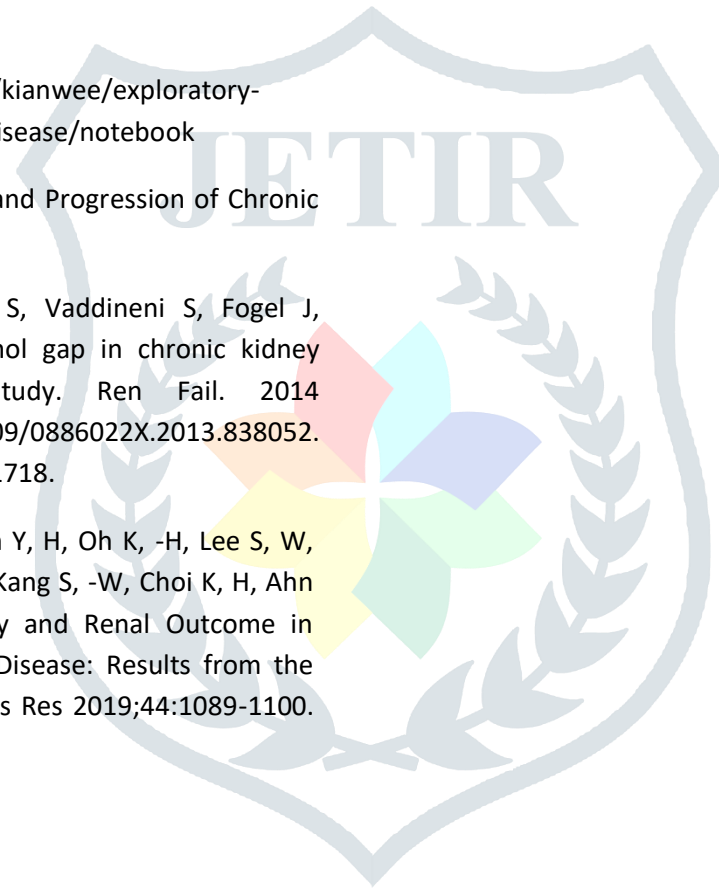 /kianwee/exploratory-
isease/notebook
JETIR
and Progression of Chronic
S, Vaddineni S, Fogel J,
nol gap in chronic kidney
tudy. Ren Fail. 2014
09/0886022X.2013.838052.
1718.
Y, H, Oh K, -H, Lee S, W,
Kang S, -W, Choi K, H, Ahn
y and Renal Outcome in
Disease: Results from the
s Res 2019;44:1089-1100.